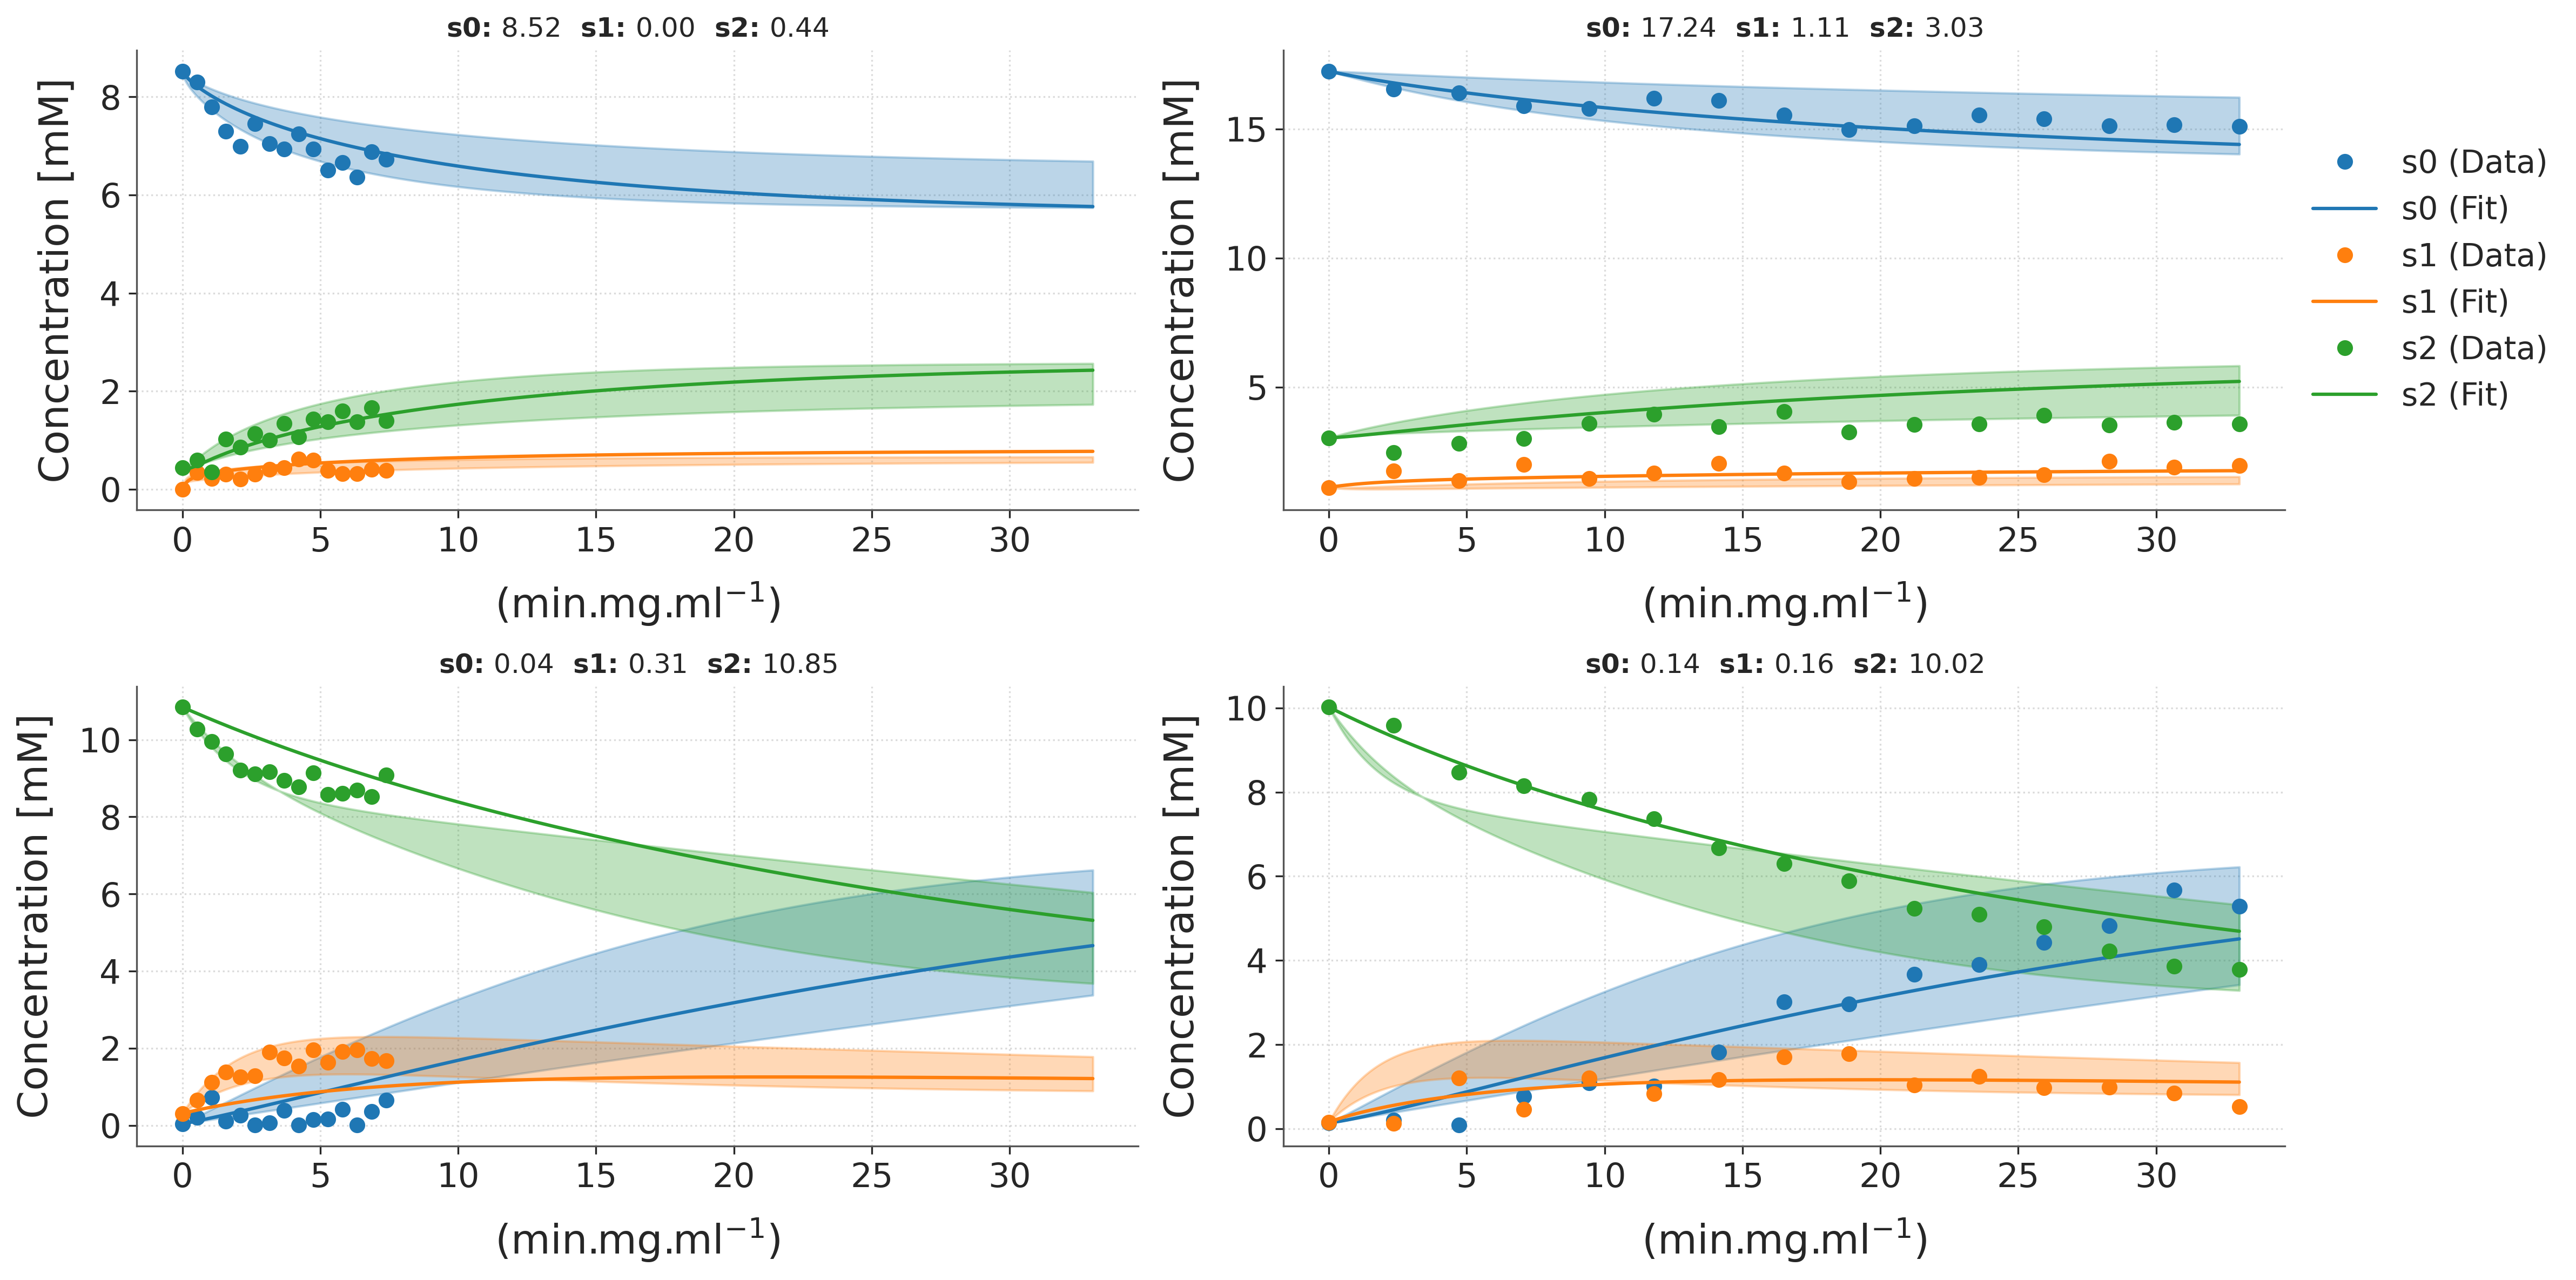 s0: 8.52 s1: 0.00 s2: 0.44
Concentration [mM]
8
6
4
2
0
0 5 10 15 20 25 30
(min.mg.ml⁻¹)
s0: 17.24 s1: 1.11 s2: 3.03
Concentration [mM]
15
10
5
0 5 10 15 20 25 30
(min.mg.ml⁻¹)
s0 (Data)
s0 (Fit)
s1 (Data)
s1 (Fit)
s2 (Data)
s2 (Fit)
s0: 0.04 s1: 0.31 s2: 10.85
Concentration [mM]
10
8
6
4
2
0
0 5 10 15 20 25 30
(min.mg.ml⁻¹)
s0: 0.14 s1: 0.16 s2: 10.02
Concentration [mM]
10
8
6
4
2
0
0 5 10 15 20 25 30
(min.mg.ml⁻¹)